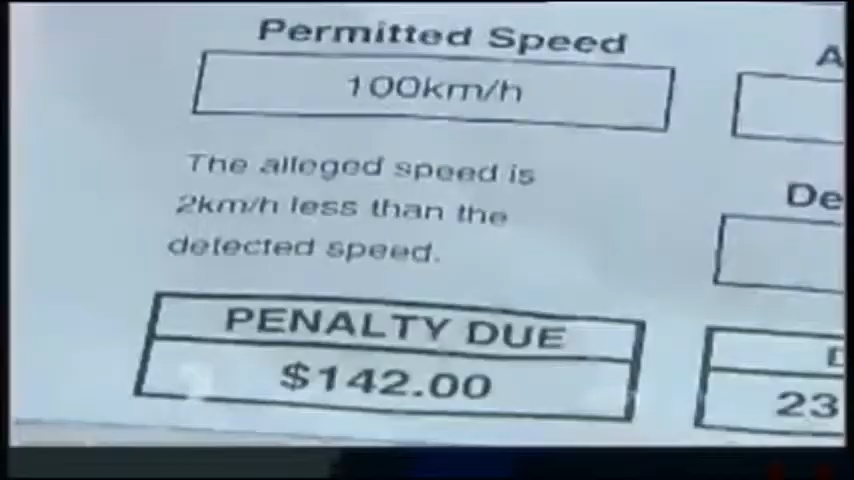 Permitted Speed
A
100km/h
The alleged speed is
2km/h less than the
detected speed.
De
PENALTY DUE
D
$142.00
23